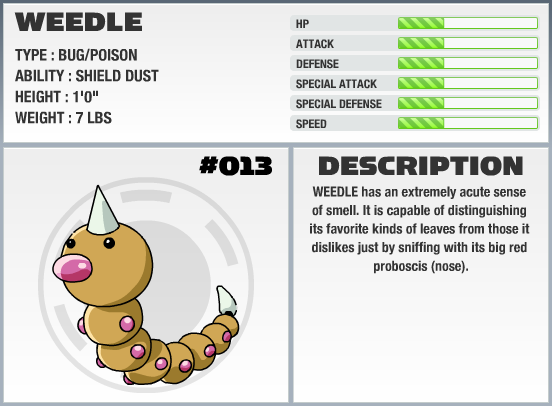 WEEDLE
TYPE : BUG/POISON
ABILITY : SHIELD DUST
HEIGHT : 1'0"
WEIGHT : 7 LBS
HP
ATTACK
DEFENSE
SPECIAL ATTACK
SPECIAL DEFENSE
SPEED
#013
DESCRIPTION
WEEDLE has an extremely acute sense
of smell. It is capable of distinguishing
its favorite kinds of leaves from those it
dislikes just by sniffing with its big red
proboscis (nose).